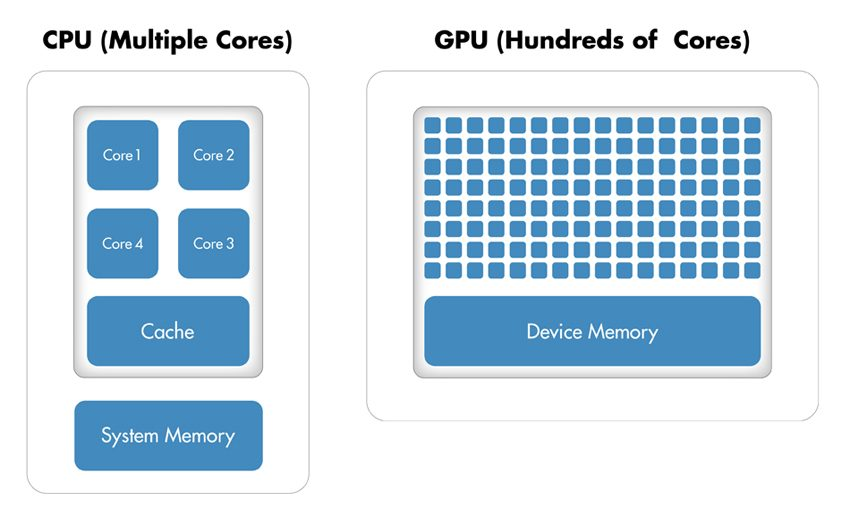 CPU (Multiple Cores)
Core 1
Core 2
Core 4
Core 3
Cache
System Memory
GPU (Hundreds of Cores)
Device Memory